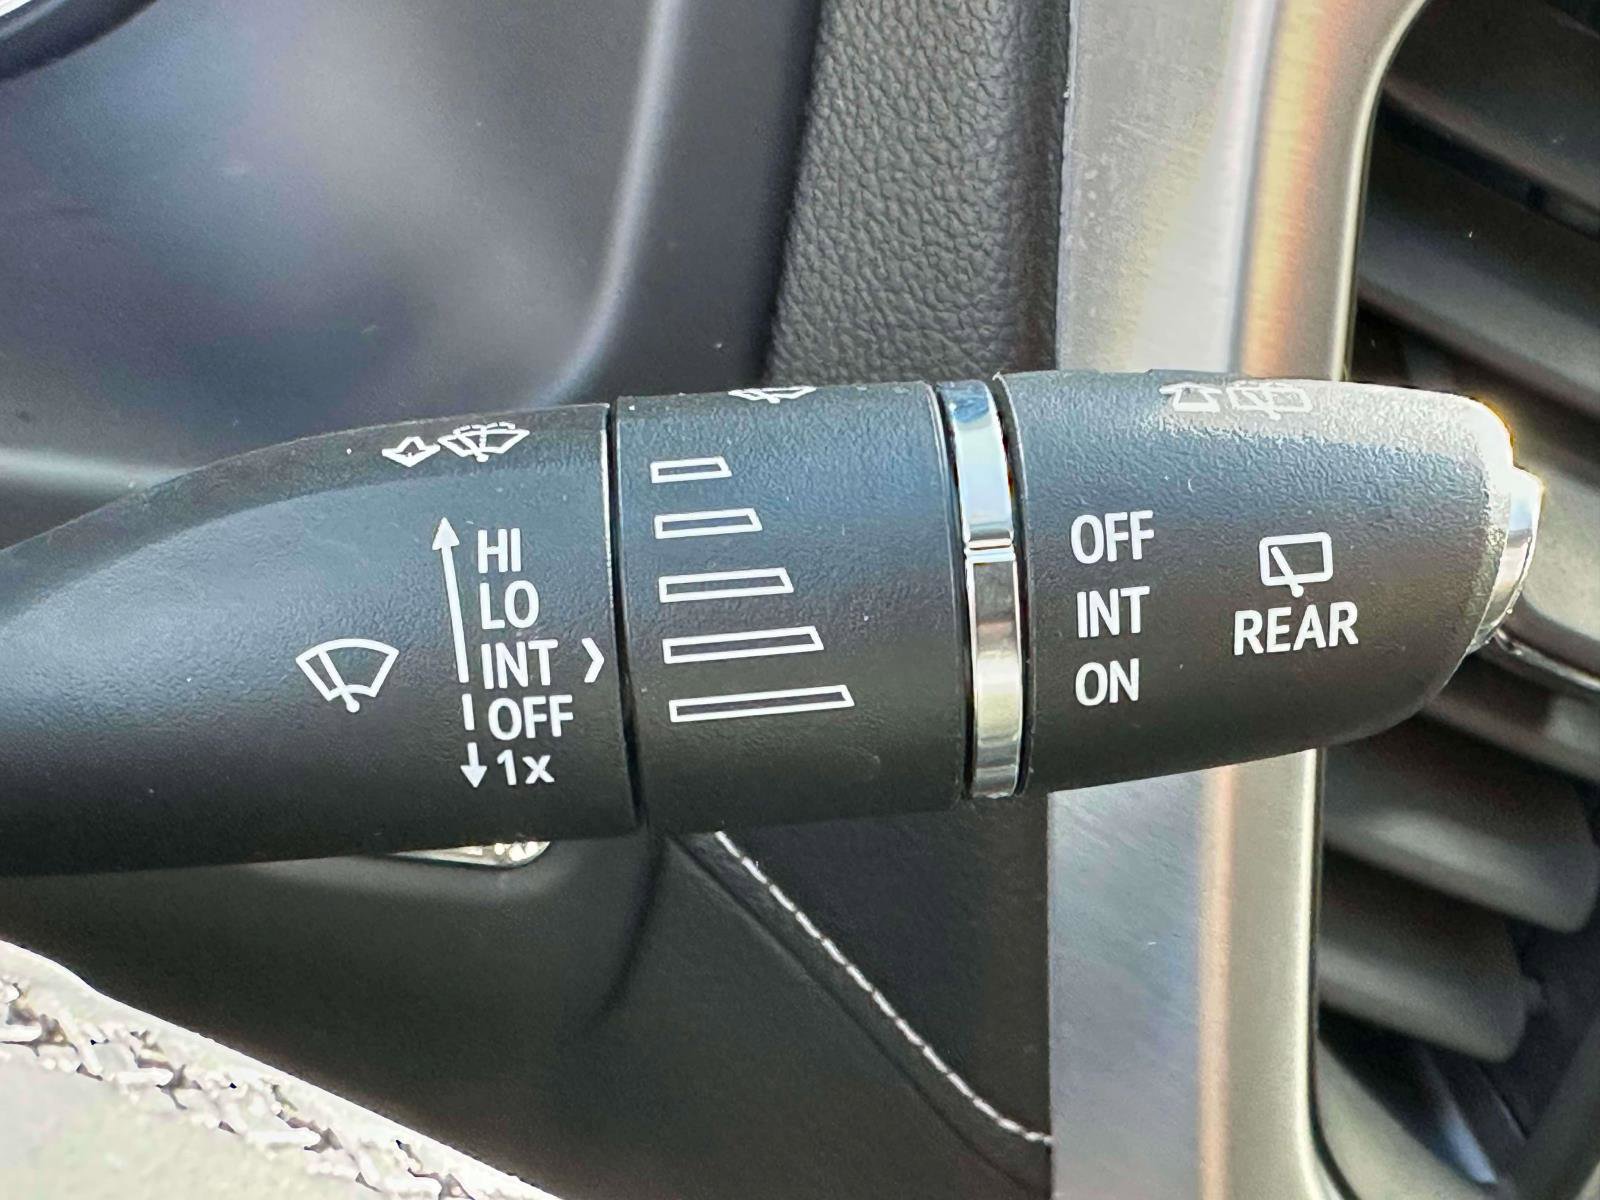 HI
LO
INT
OFF
1x
OFF
INT
ON
REAR